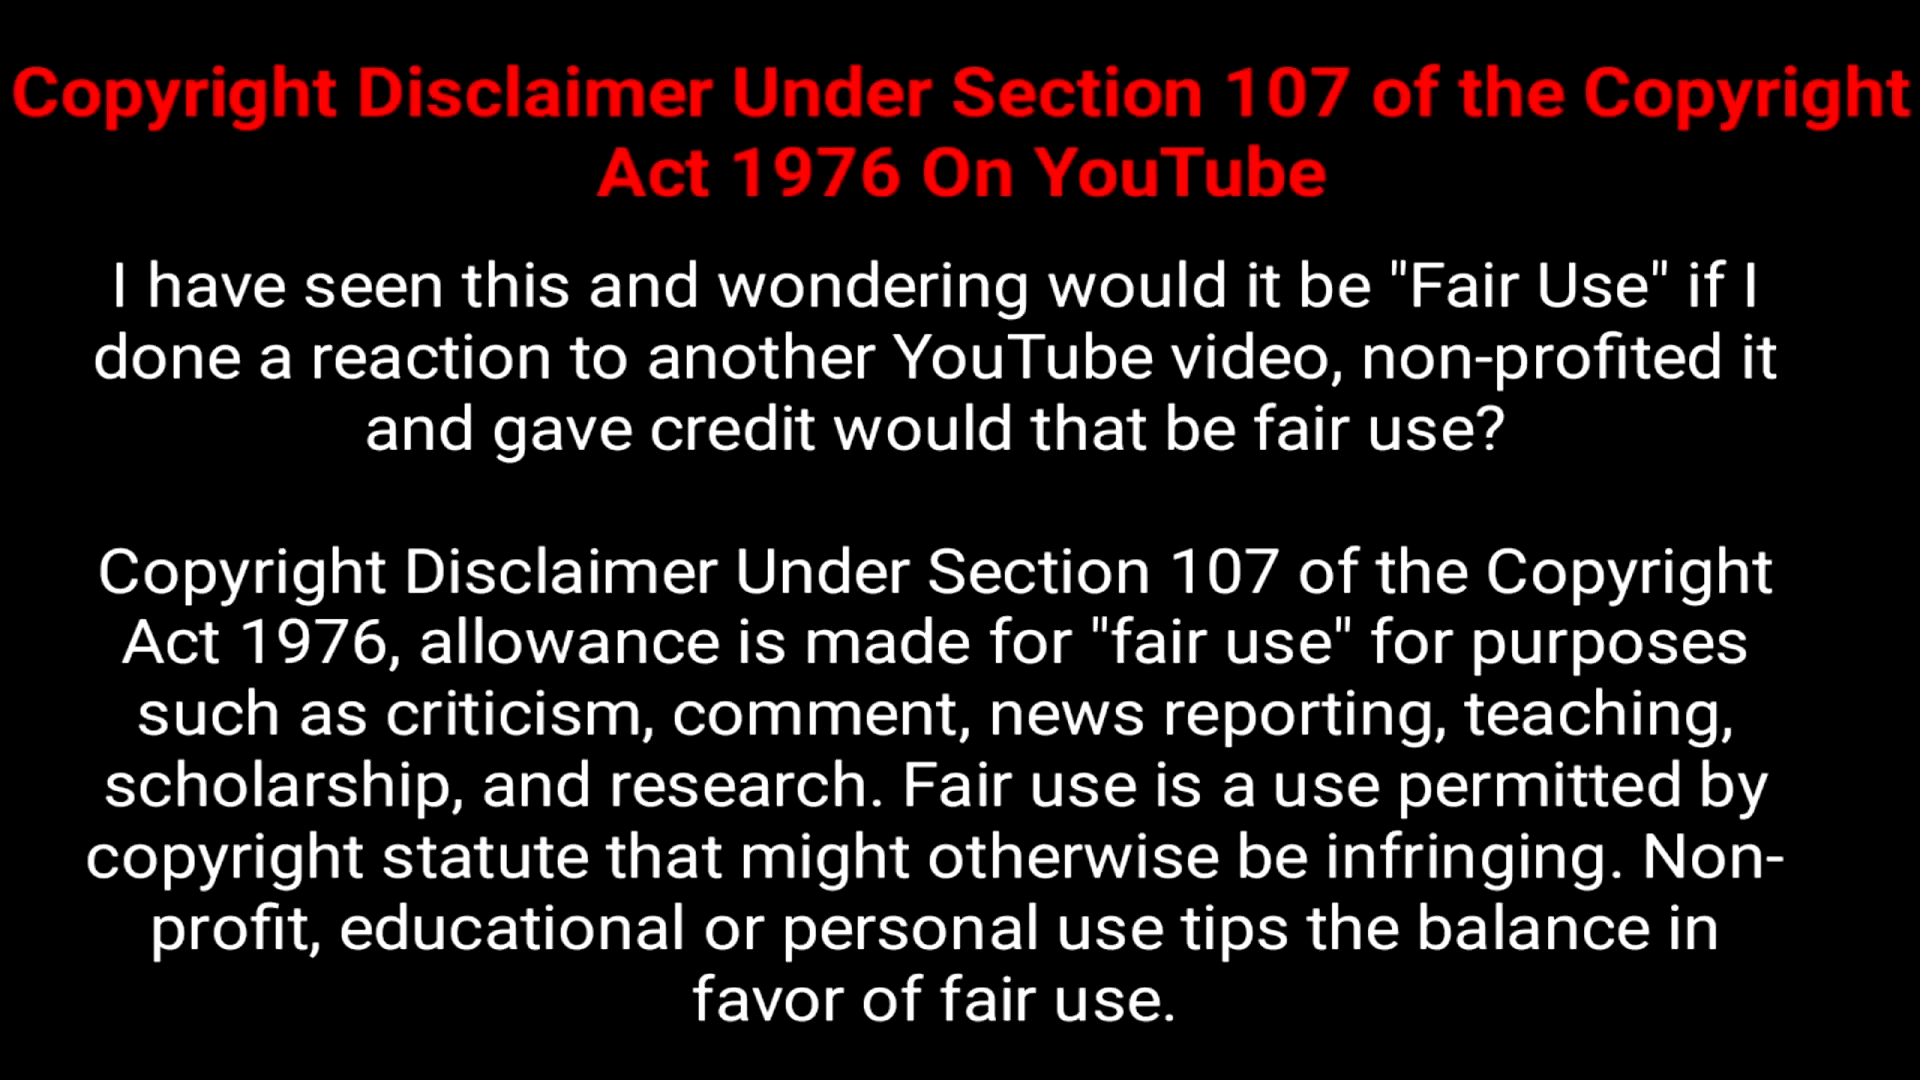 Copyright Disclaimer Under Section 107 of the Copyright
Act 1976 On YouTube
I have seen this and wondering would it be "Fair Use" if I
done a reaction to another YouTube video, non-profited it
and gave credit would that be fair use?
Copyright Disclaimer Under Section 107 of the Copyright
Act 1976, allowance is made for "fair use" for purposes
such as criticism, comment, news reporting, teaching,
scholarship, and research. Fair use is a use permitted by
copyright statute that might otherwise be infringing. Non-
profit, educational or personal use tips the balance in
favor of fair use.